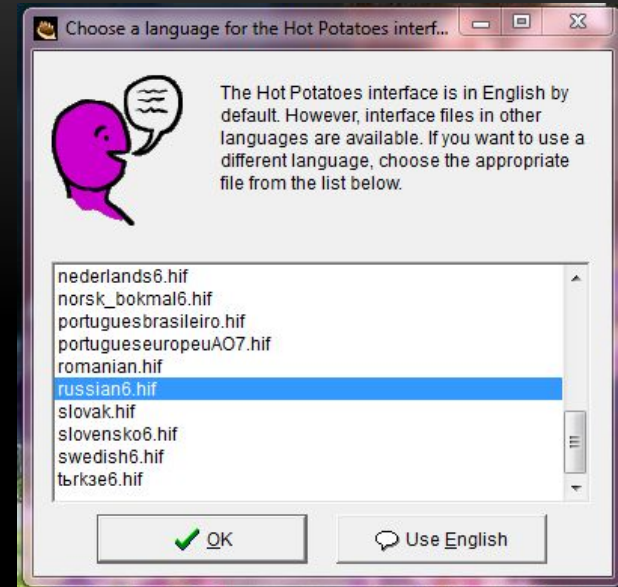 Choose a language for the Hot Potatoes interf...
The Hot Potatoes interface is in English by
default. However, interface files in other
languages are available. If you want to use a
different language, choose the appropriate
file from the list below.
nederlands6.hif
norsk_bokmal6.hif
portuguesbrasileiro.hif
portugueseuropeuAO7.hif
romanian.hif
russian6.hif
slovak.hif
slovensko6.hif
swedish6.hif
tьrkзe6.hif
OK
Use English